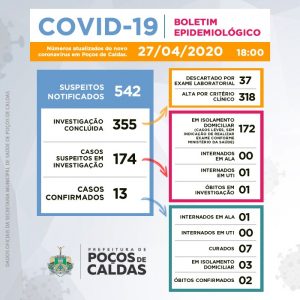 COVID-19
BOLETIM
EPIDEMIOLÓGICO
Números atualizados do novo
coronavírus em Poços de Caldas.
27/04/2020
18:00
SUSPEITOS
NOTIFICADOS
542
INVESTIGAÇÃO
CONCLUÍDA
355
CASOS
SUSPEITOS EM
INVESTIGAÇÃO
174
CASOS
CONFIRMADOS
13
DESCARTADO POR
EXAME LABORATORIAL
37
ALTA POR CRITÉRIO
CLÍNICO
318
EM ISOLAMENTO
DOMICILIAR
(CASOS LEVES, SEM
INDICAÇÃO DE REALIZAR
EXAME CONFORME
MINISTÉRIO DA SAÚDE)
172
INTERNADOS
EM ALA
00
INTERNADOS
EM UTI
01
ÓBITOS EM
INVESTIGAÇÃO
01
INTERNADOS EM ALA
01
INTERNADOS EM UTI
00
CURADOS
07
EM ISOLAMENTO
DOMICILIAR
03
ÓBITOS CONFIRMADOS
02
PREFEITURA DE
POÇOS
DE CALDAS
DADOS OFICIAIS DA SECRETARIA MUNICIPAL DE SAÚDE DE POÇOS DE CALDAS